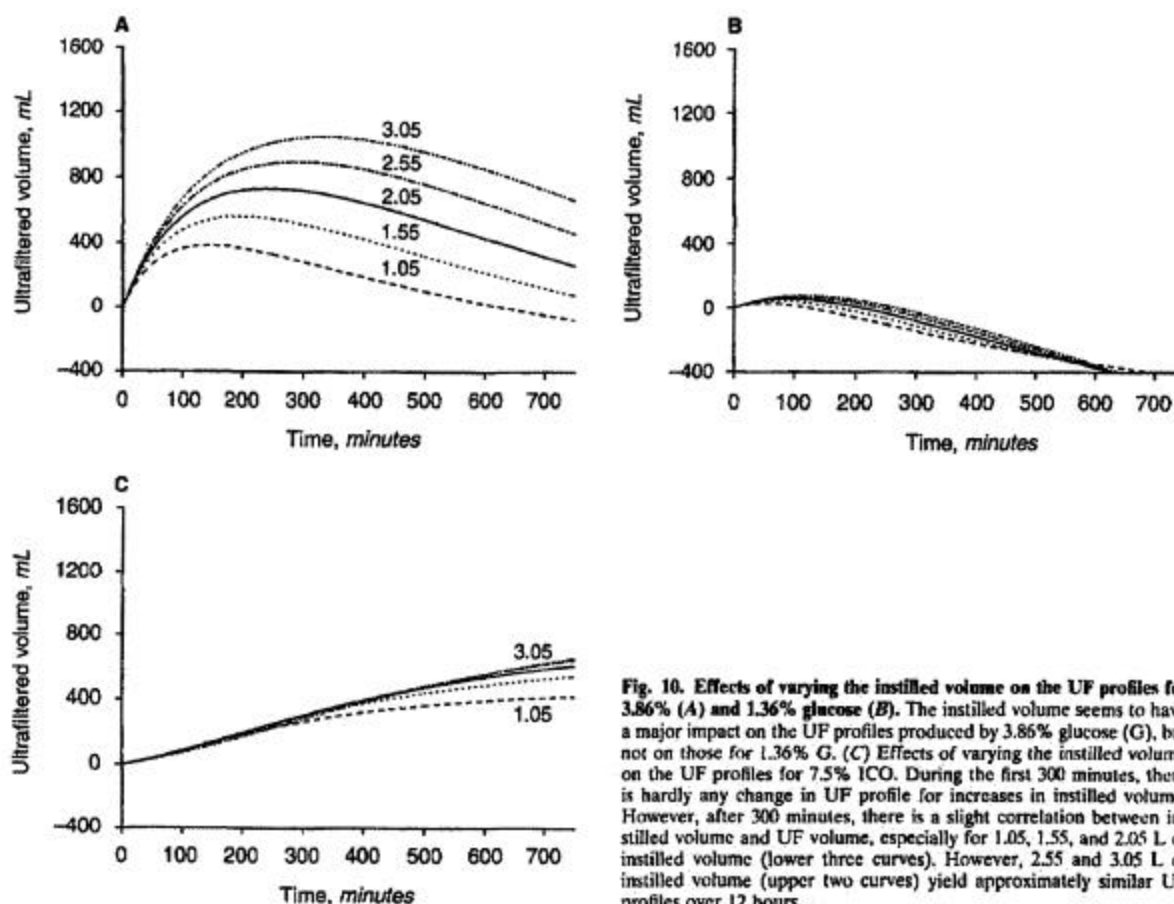 A
1600
1200
800
400
0
−400
Ultrafiltered volume, mL
3.05
2.55
2.05
1.55
1.05
0 100 200 300 400 500 600 700
Time, minutes
B
1600
1200
800
400
0
−400
Ultrafiltered volume, mL
0 100 200 300 400 500 600 700
Time, minutes
C
1600
1200
800
400
0
−400
Ultrafiltered volume, mL
3.05
1.05
0 100 200 300 400 500 600 700
Time, minutes
Fig. 10. Effects of varying the instilled volume on the UF profiles
3.86% (A) and 1.36% glucose (B). The instilled volume seems to
a major impact on the UF profiles produced by 3.86% glucose (G),
not on those for 1.36% G. (C) Effects of varying the instilled
on the UF profiles for 7.5% ICO. During the first 300 minutes,
is hardly any change in UF profile for increases in instilled
However, after 300 minutes, there is a slight correlation between
stilled volume and UF volume, especially for 1.05, 1.55, and 2.05 L
instilled volume (lower three curves). However, 2.55 and 3.05 L
instilled volume (upper two curves) yield approximately similar
profiles over 12 hours.